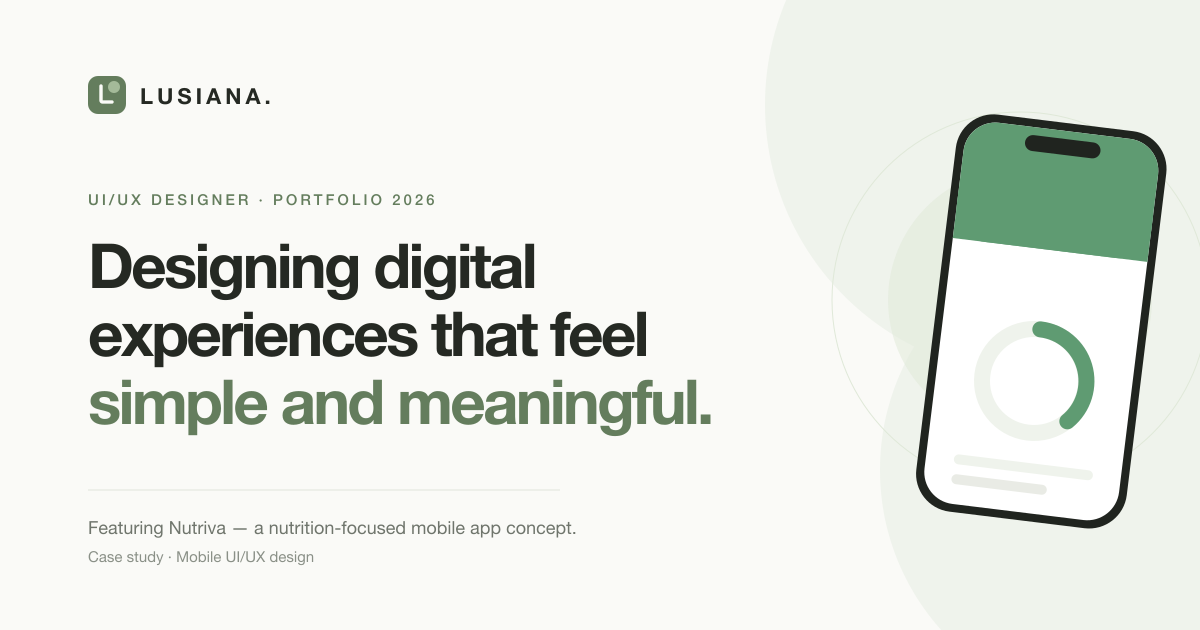 L
LUSIANA.
UI/UX DESIGNER · PORTFOLIO 2026
Designing digital
experiences that feel
simple and meaningful.
Featuring Nutriva — a nutrition-focused mobile app concept.
Case study · Mobile UI/UX design